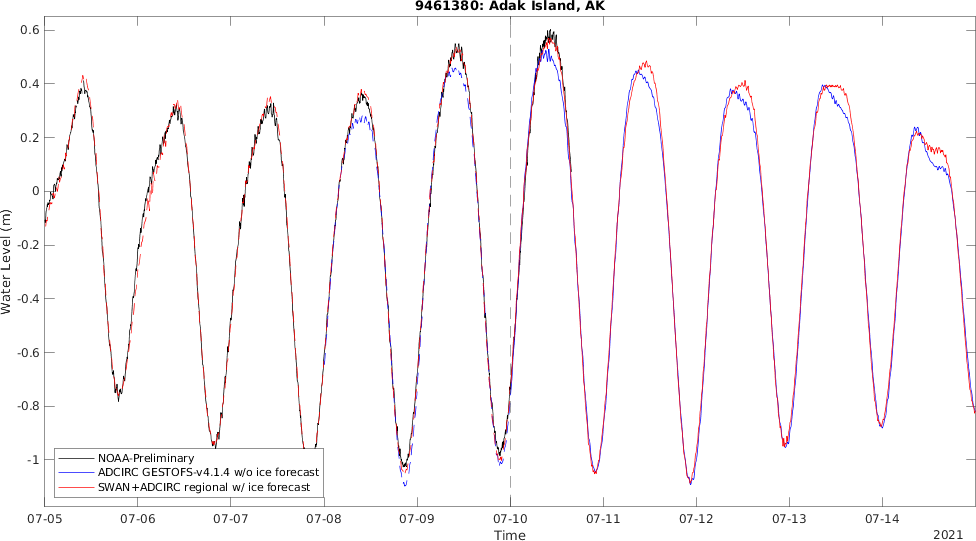 9461380: Adak Island, AK
Water Level (m)
0.6
0.4
0.2
0
-0.2
-0.4
-0.6
-0.8
-1
NOAA-Preliminary
ADCIRC GESTOFS-v4.1.4 w/o ice forecast
SWAN+ADCIRC regional w/ ice forecast
07-05 07-06 07-07 07-08 07-09 07-10 07-11 07-12 07-13 07-14
Time
2021